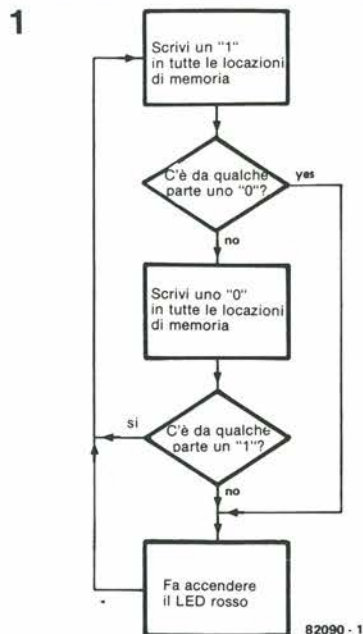 1
Scrivi un "1"
in tutte le locazioni
di memoria
C'è da qualche
parte uno "0"?
yes
no
Scrivi uno "0"
in tutte le locazioni
di memoria
si
C'è da qualche
parte un "1"?
no
Fa accendere
il LED rosso
82090 - 1